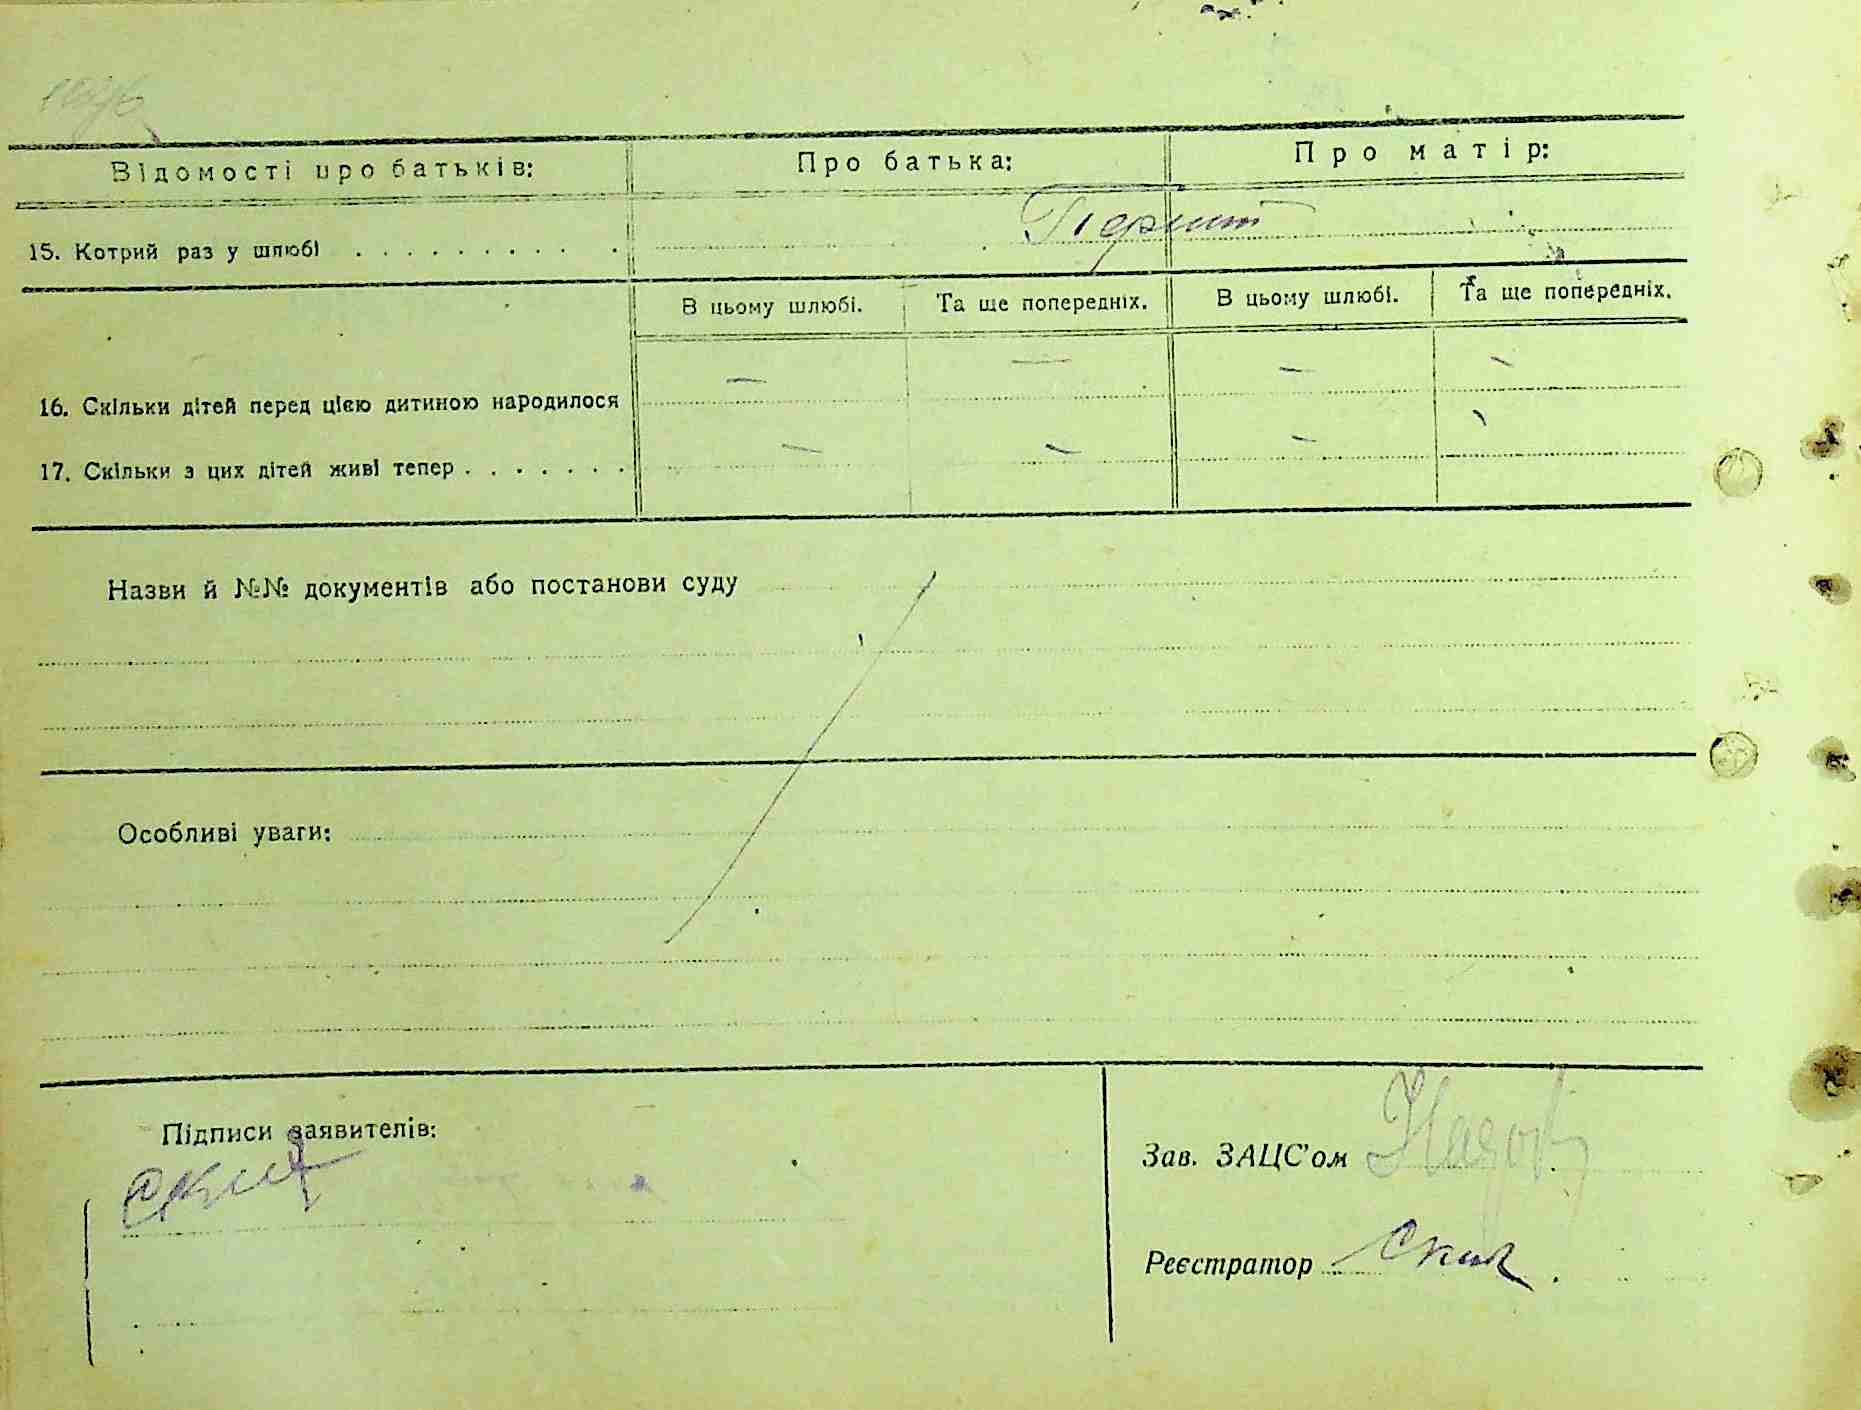 Відомості про батьків:
Про батька:
Про матір:
15. Котрий раз у шлюбі . . . . . . . . . .
В цьому шлюбі.
Та ще попередніх.
В цьому шлюбі.
Та ще попередніх.
16. Скільки дітей перед цією дитиною народилося
— — — —
17. Скільки з цих дітей живі тепер . . . . . . .
— — — —
Назви й №№ документів або постанови суду
Особливі уваги:
Підписи заявителів:
Зав. ЗАЦС'ом
Реєстратор